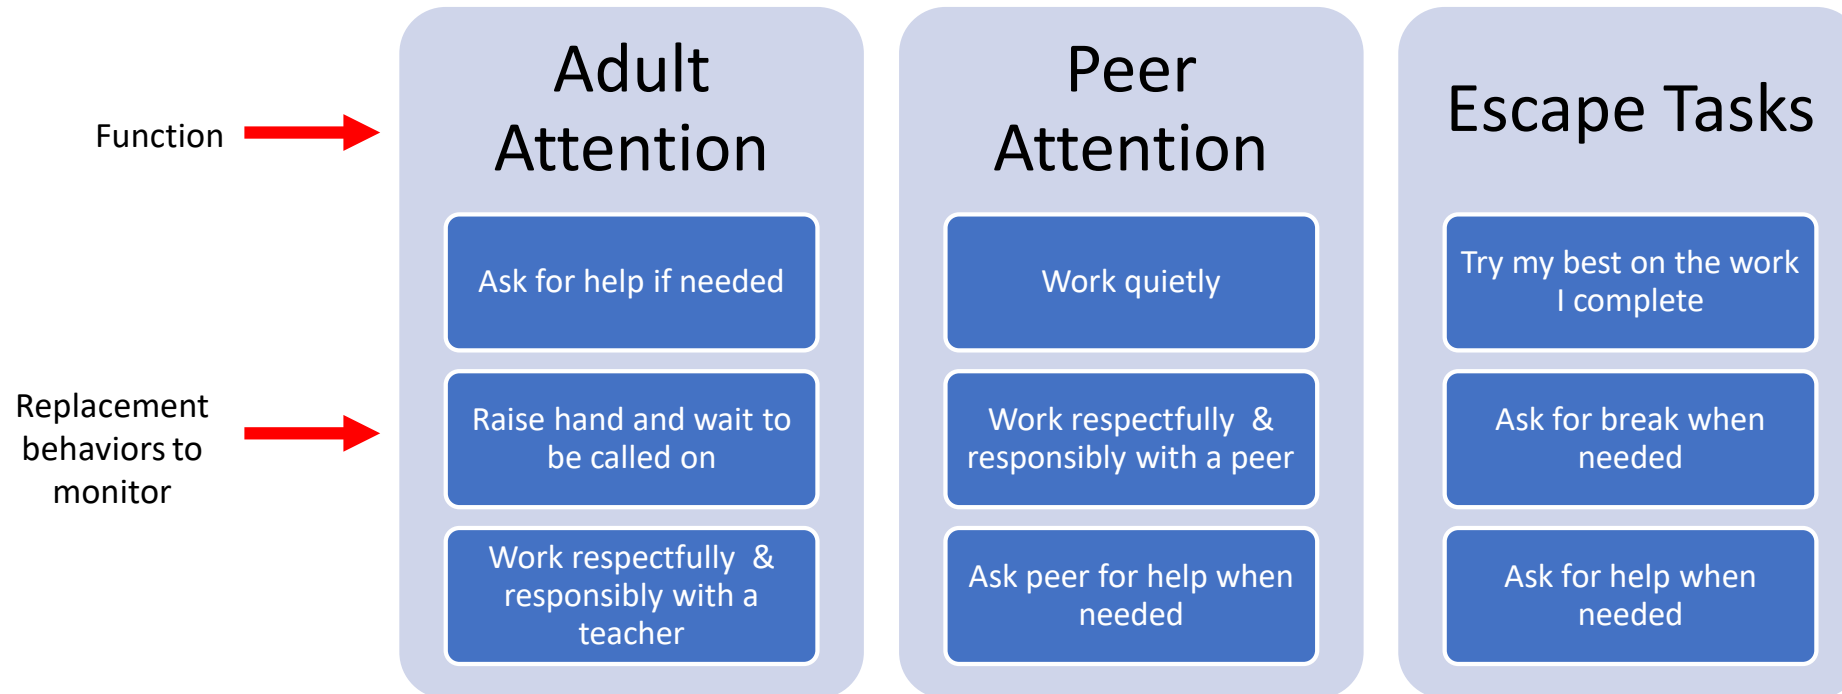 Function
Replacement
behaviors to
monitor
Adult
Attention
Ask for help if needed
Raise hand and wait to
be called on
Work respectfully & 
responsibly with a
teacher
Peer
Attention
Work quietly
Work respectfully &
responsibly with a peer
Ask peer for help when
needed
Escape Tasks
Try my best on the work
I complete
Ask for break when
needed
Ask for help when
needed